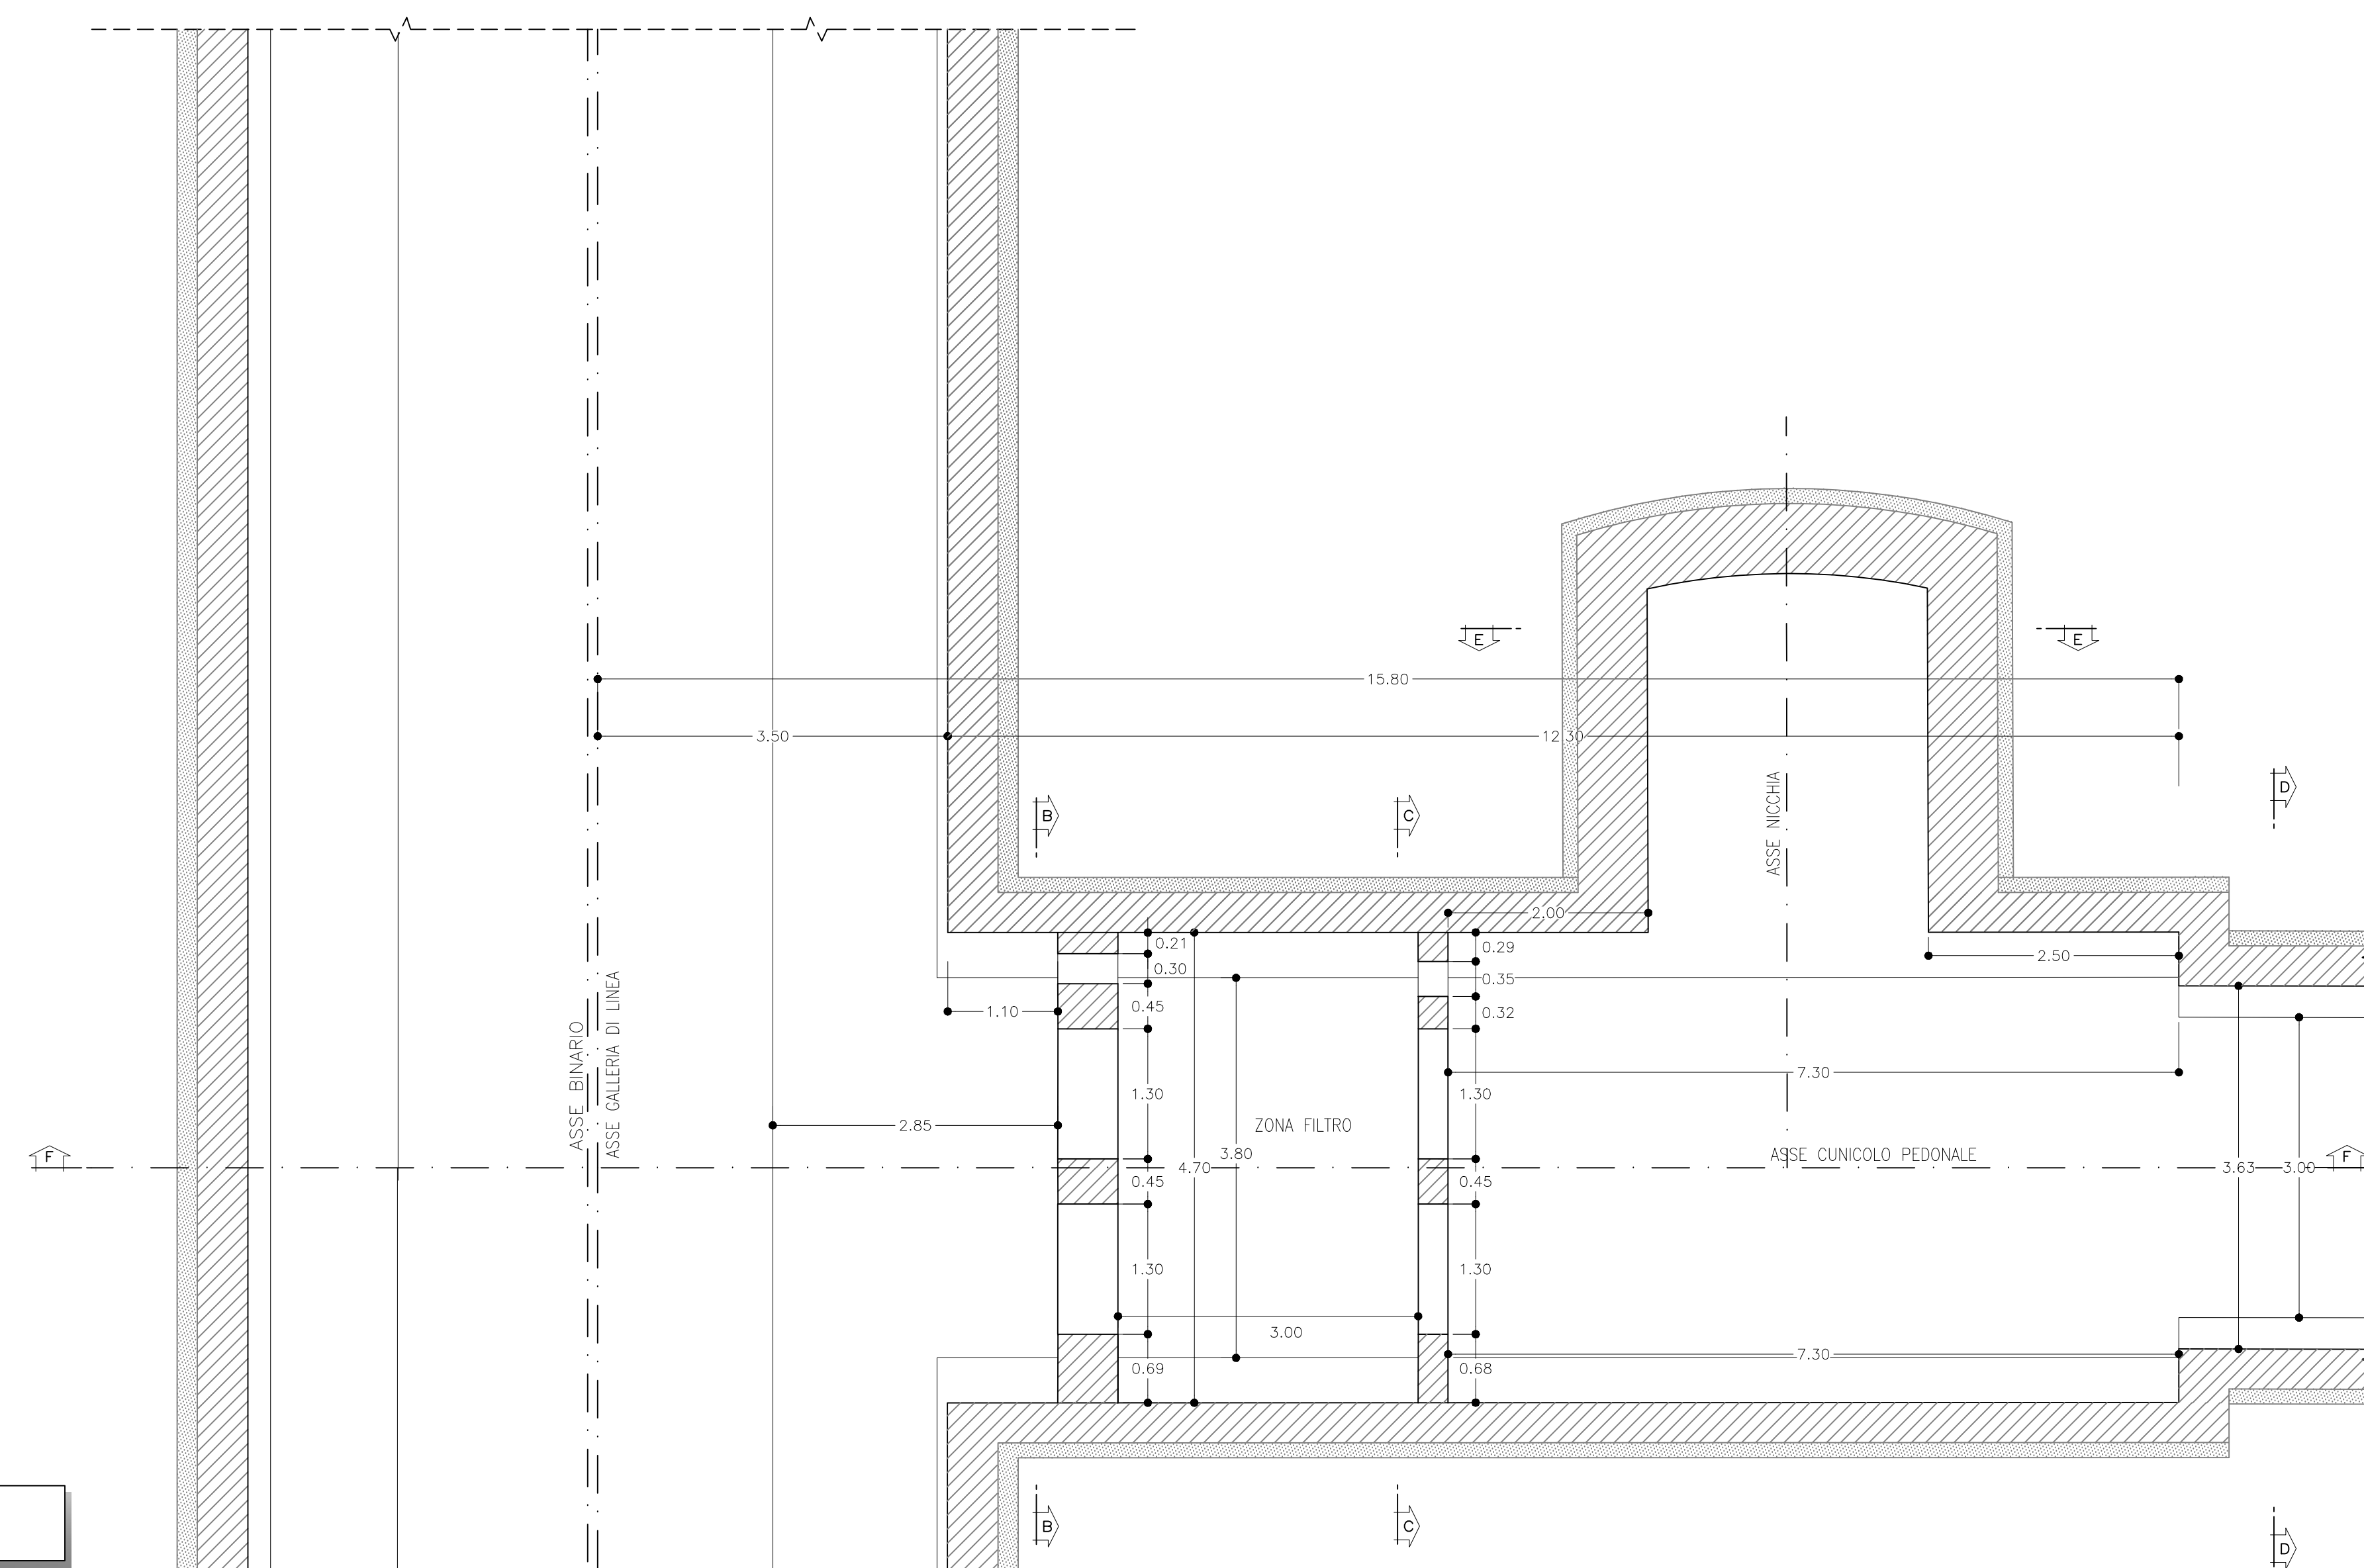 E
E
15.80
3.50
12.30
ASSE NICCHIA
B
C
D
2.00
0.21
0.29
0.30
2.50
0.35
0.45
1.10
0.32
ASSE BINARIO
ASSE GALLERIA DI LINEA
7.30
1.30
1.30
2.85
ZONA FILTRO
F
3.80
ASSE CUNICOLO PEDONALE
F
4.70
3.63
3.00
0.45
0.45
1.30
1.30
3.00
7.30
0.69
0.68
B
C
D